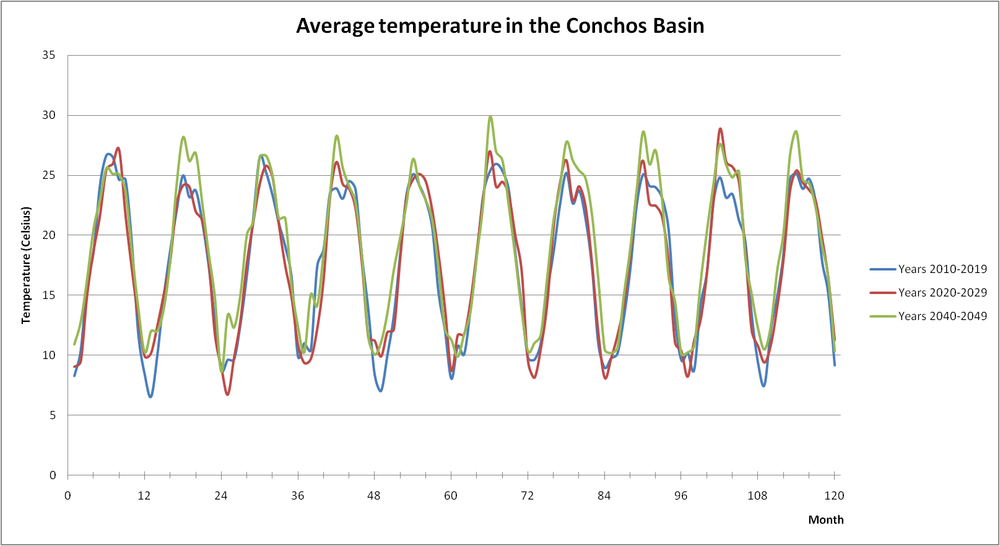 Average temperature in the Conchos Basin
35
30
25
20
15
10
5
0
Temperature (Celsius)
0 12 24 36 48 60 72 84 96 108 120
Month
Years 2010-2019
Years 2020-2029
Years 2040-2049